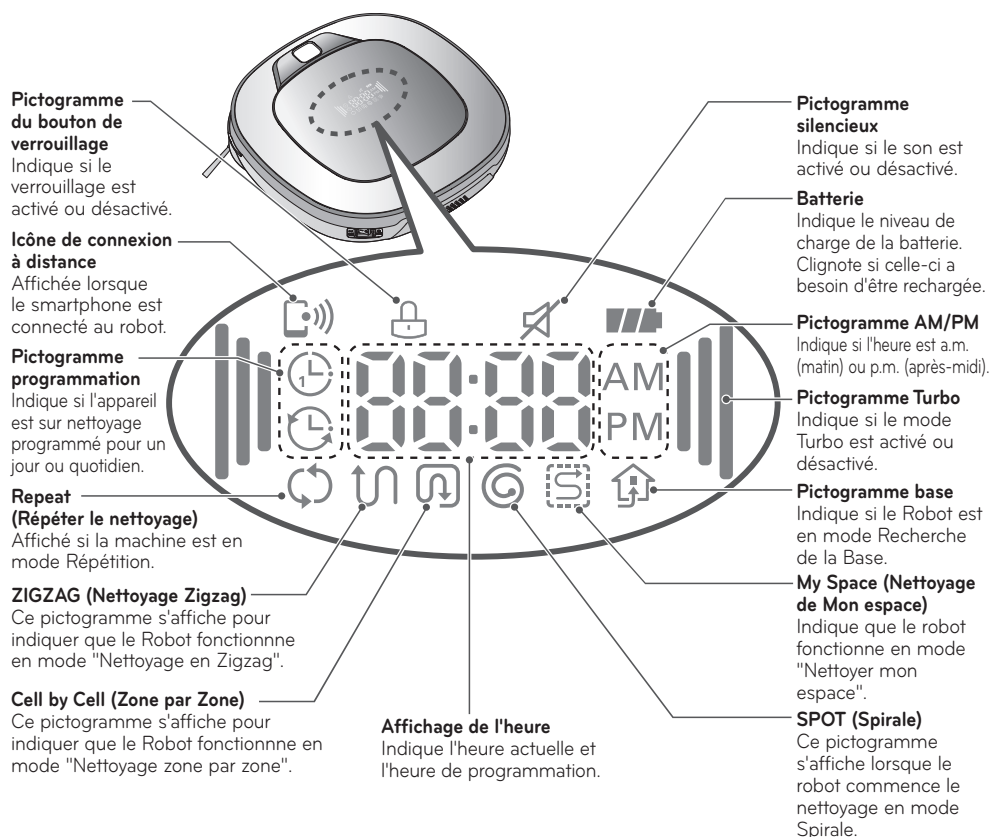 Pictogramme
du bouton de
verrouillage
Indique si le
verrouillage est
activé ou désactivé.
Icône de connexion
à distance
Affichée lorsque
le smartphone est
connecté au robot.
Pictogramme
programmation
Indique si l'appareil
est sur nettoyage
programmé pour un
jour ou quotidien.
Repeat
(Répéter le nettoyage)
Affiché si la machine est en
mode Répétition.
ZIGZAG (Nettoyage Zigzag)
Ce pictogramme s'affiche pour
indiquer que le Robot fonctionnne
en mode "Nettoyage en Zigzag".
Cell by Cell (Zone par Zone)
Ce pictogramme s'affiche pour
indiquer que le Robot fonctionnne en
mode "Nettoyage zone par zone".
1
88:88
AM
PM
Affichage de l'heure
Indique l'heure actuelle et
l'heure de programmation.
Pictogramme
silencieux
Indique si le son est
activé ou désactivé.
Batterie
Indique le niveau de
charge de la batterie.
Clignote si celle-ci a
besoin d'être rechargée.
Pictogramme AM/PM
Indique si l'heure est a.m.
(matin) ou p.m. (après-midi).
Pictogramme Turbo
Indique si le mode
Turbo est activé ou
désactivé.
Pictogramme base
Indique si le Robot est
en mode Recherche
de la Base.
My Space (Nettoyage
de Mon espace)
Indique que le robot
fonctionne en mode
"Nettoyer mon
espace".
SPOT (Spirale)
Ce pictogramme
s'affiche lorsque le
robot commence le
nettoyage en mode
Spirale.